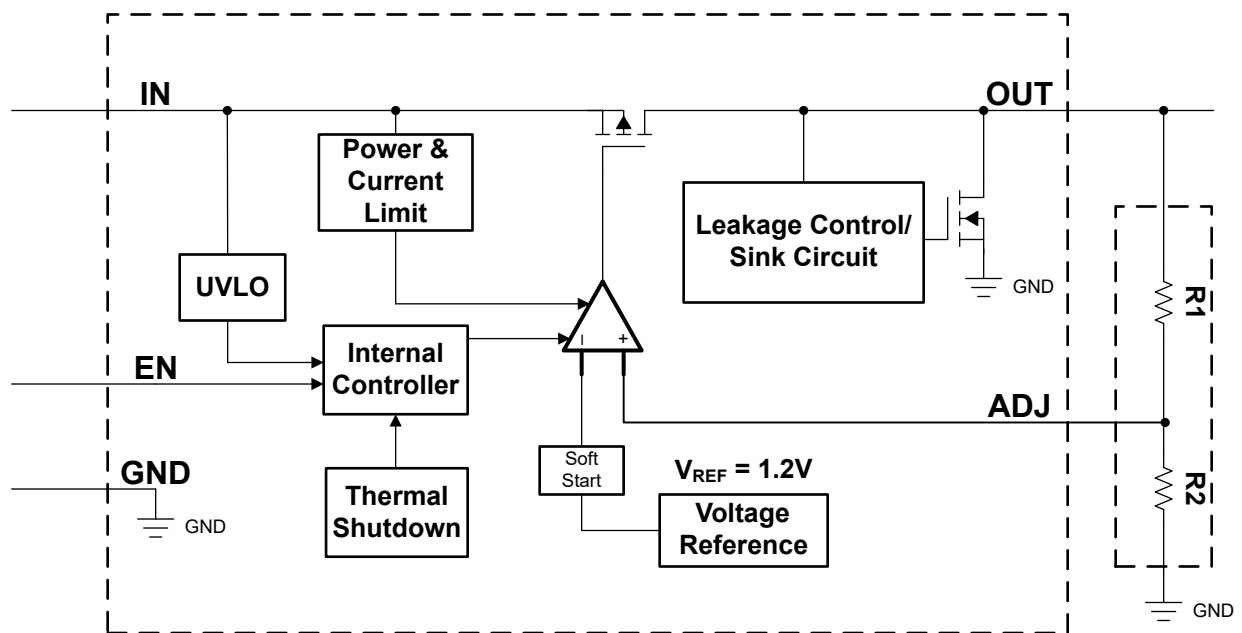 IN
OUT
Power &
Current
Limit
Leakage Control/
Sink Circuit
GND
R1
UVLO
Internal
Controller
- +
EN
ADJ
GND
GND
Soft
Start
VREF = 1.2V
Thermal
Shutdown
Voltage
Reference
R2
GND